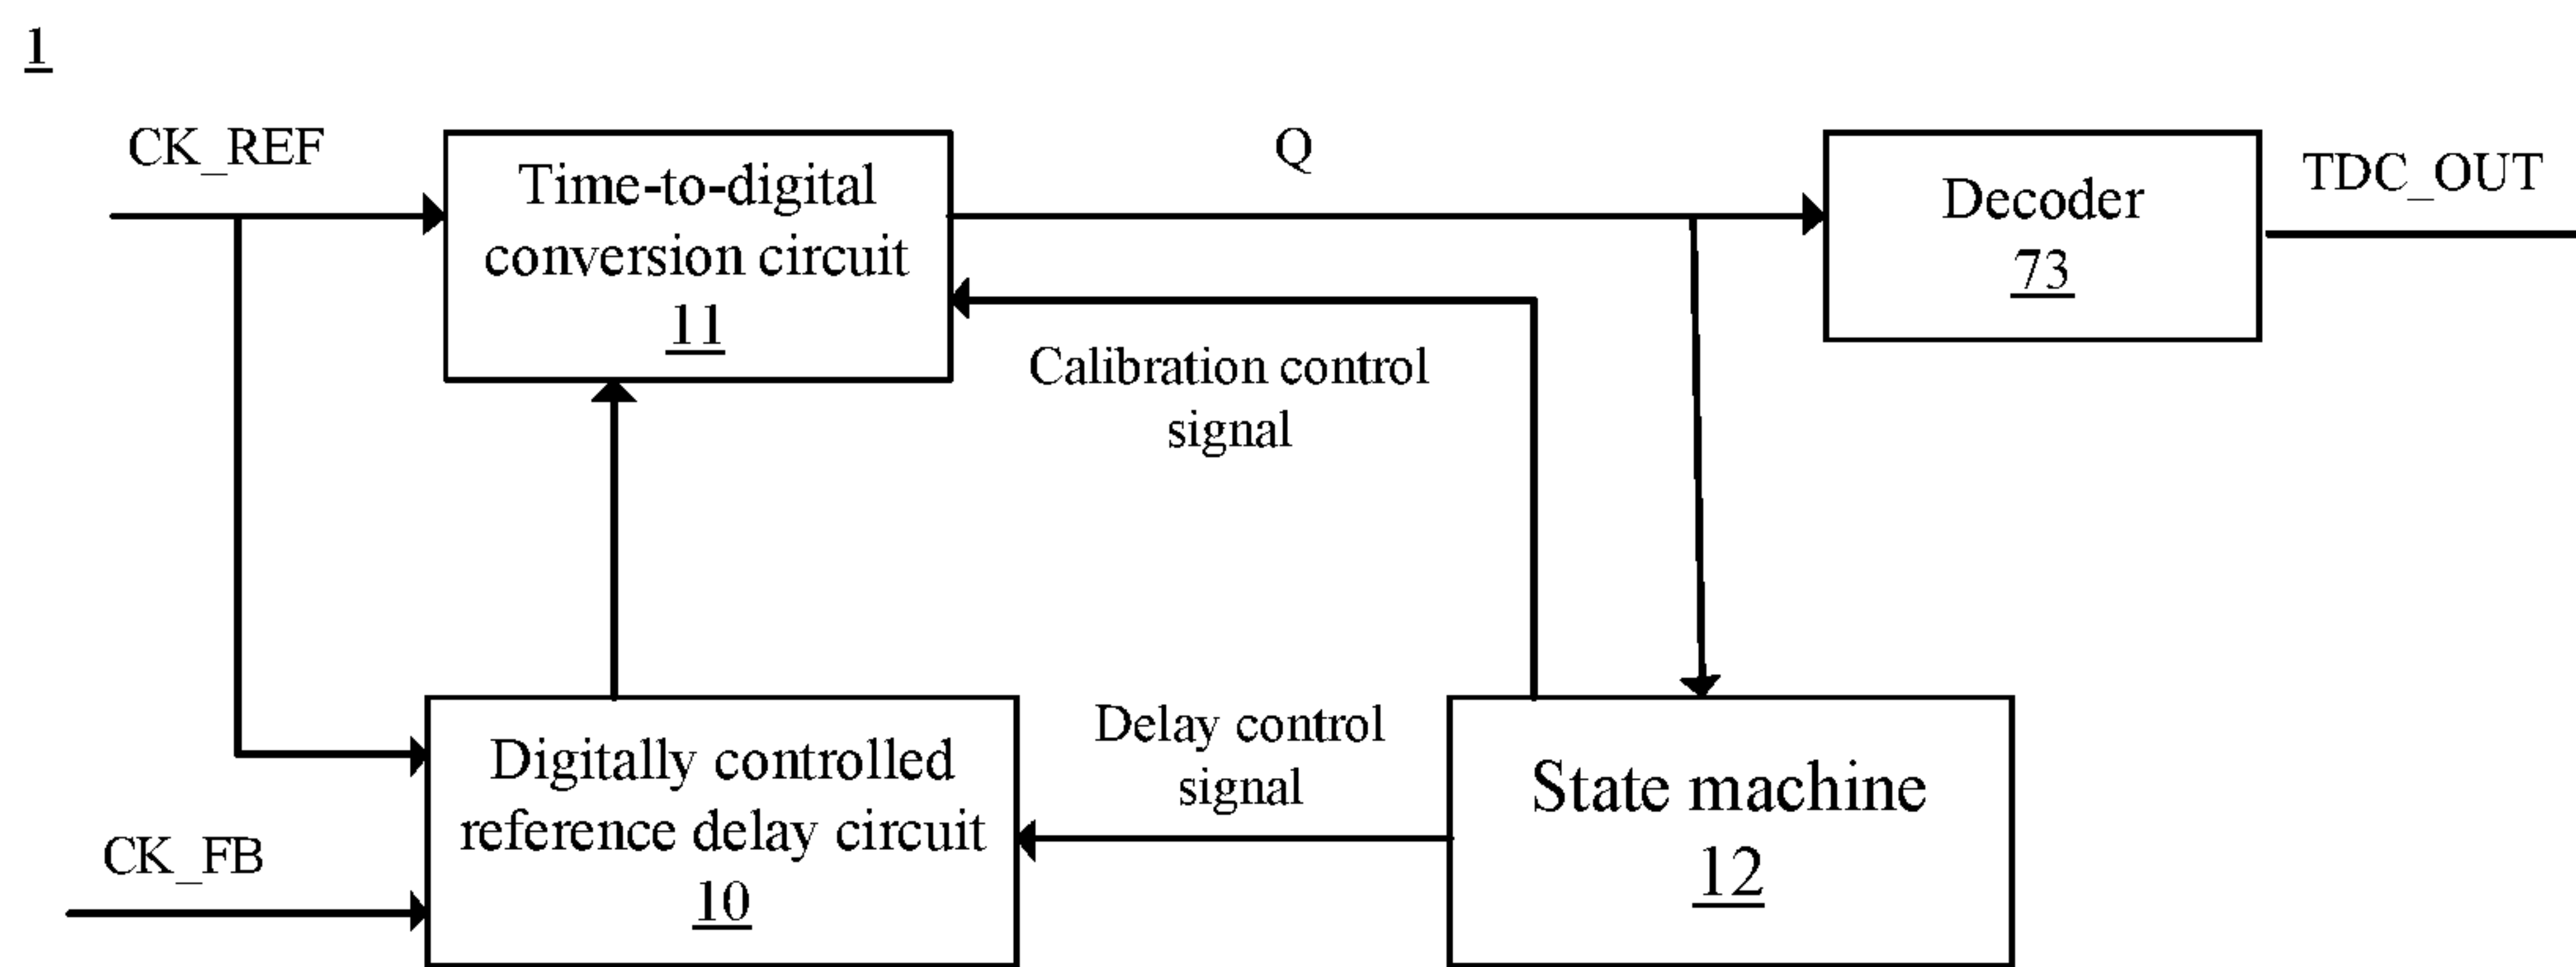 1
CK_REF
Time-to-digital
conversion circuit
11
Q
Calibration control
signal
Decoder
73
TDC_OUT
CK_FB
Digitally controlled
reference delay circuit
10
Delay control
signal
State machine
12